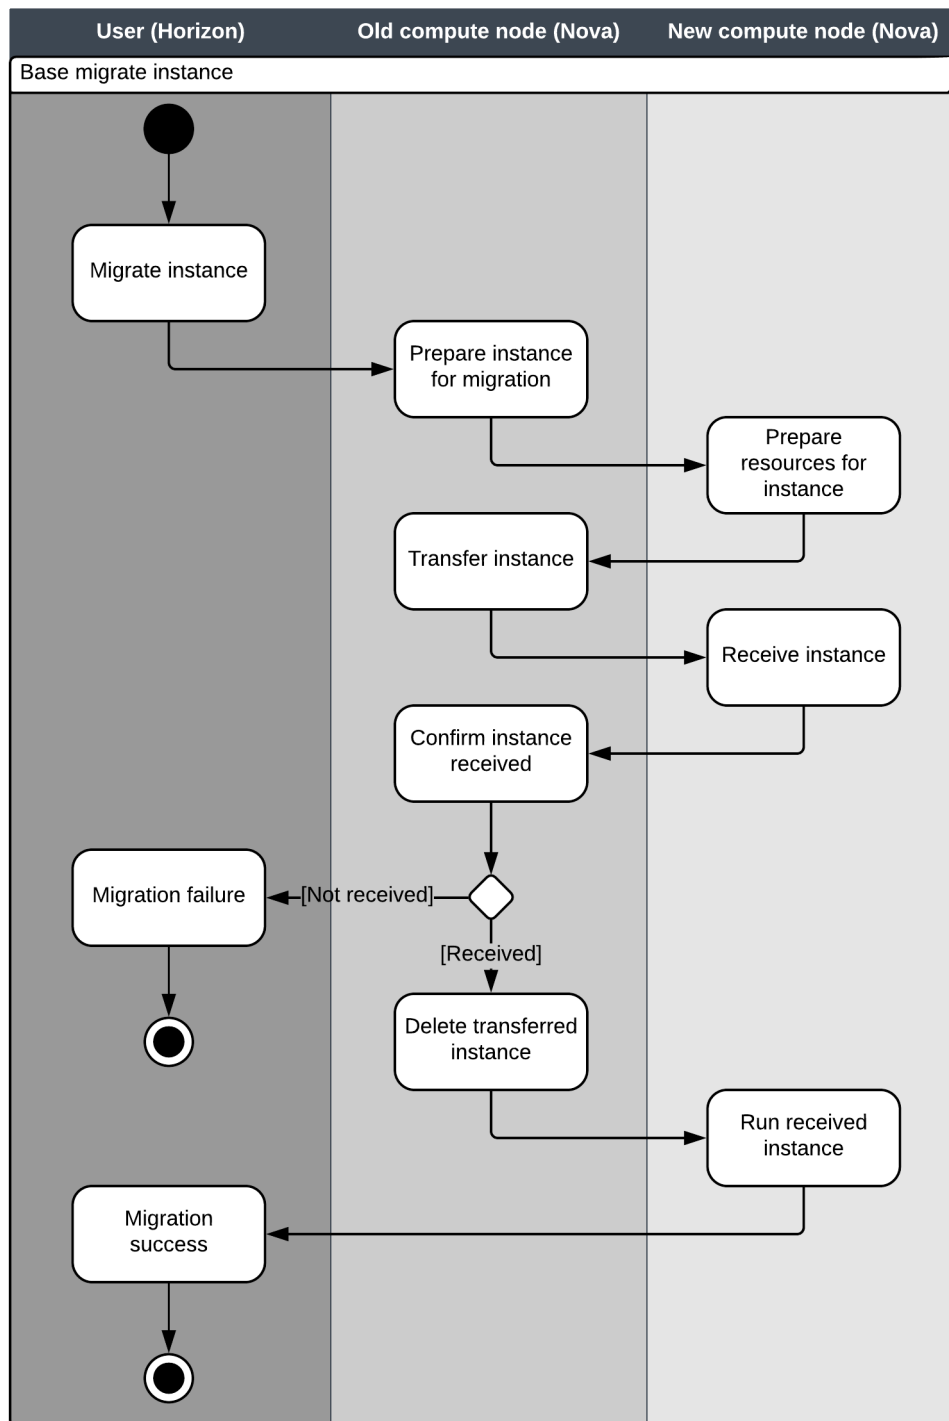 User (Horizon)
Old compute node (Nova)
New compute node (Nova)
Base migrate instance
Migrate instance
Prepare instance
for migration
Prepare
resources for
instance
Transfer instance
Receive instance
Confirm instance
received
Migration failure
[Not received]
[Received]
Delete transferred
instance
Run received
instance
Migration
success